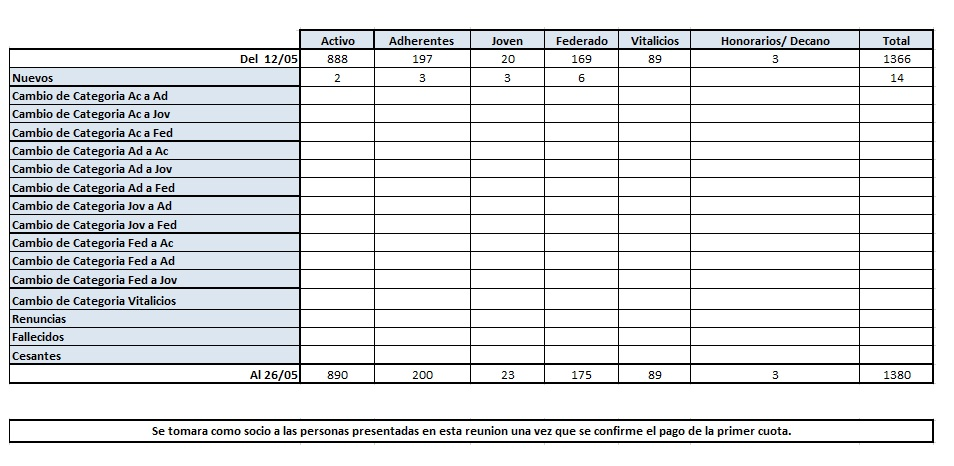 Activo Adherentes Joven Federado Vitalicios Honorarios/ Decano Total
Del 12/05 888 197 20 169 89 3 1366
Nuevos 2 3 3 6 14
Cambio de Categoria Ac a Ad
Cambio de Categoria Ac a Jov
Cambio de Categoria Ac a Fed
Cambio de Categoria Ad a Ac
Cambio de Categoria Ad a Jov
Cambio de Categoria Ad a Fed
Cambio de Categoria Jov a Ad
Cambio de Categoria Jov a Fed
Cambio de Categoria Fed a Ac
Cambio de Categoria Fed a Ad
Cambio de Categoria Fed a Jov
Cambio de Categoria Vitalicios
Renuncias
Fallecidos
Cesantes
Al 26/05 890 200 23 175 89 3 1380
Se tomara como socio a las personas presentadas en esta reunion una vez que se confirme el pago de la primer cuota.